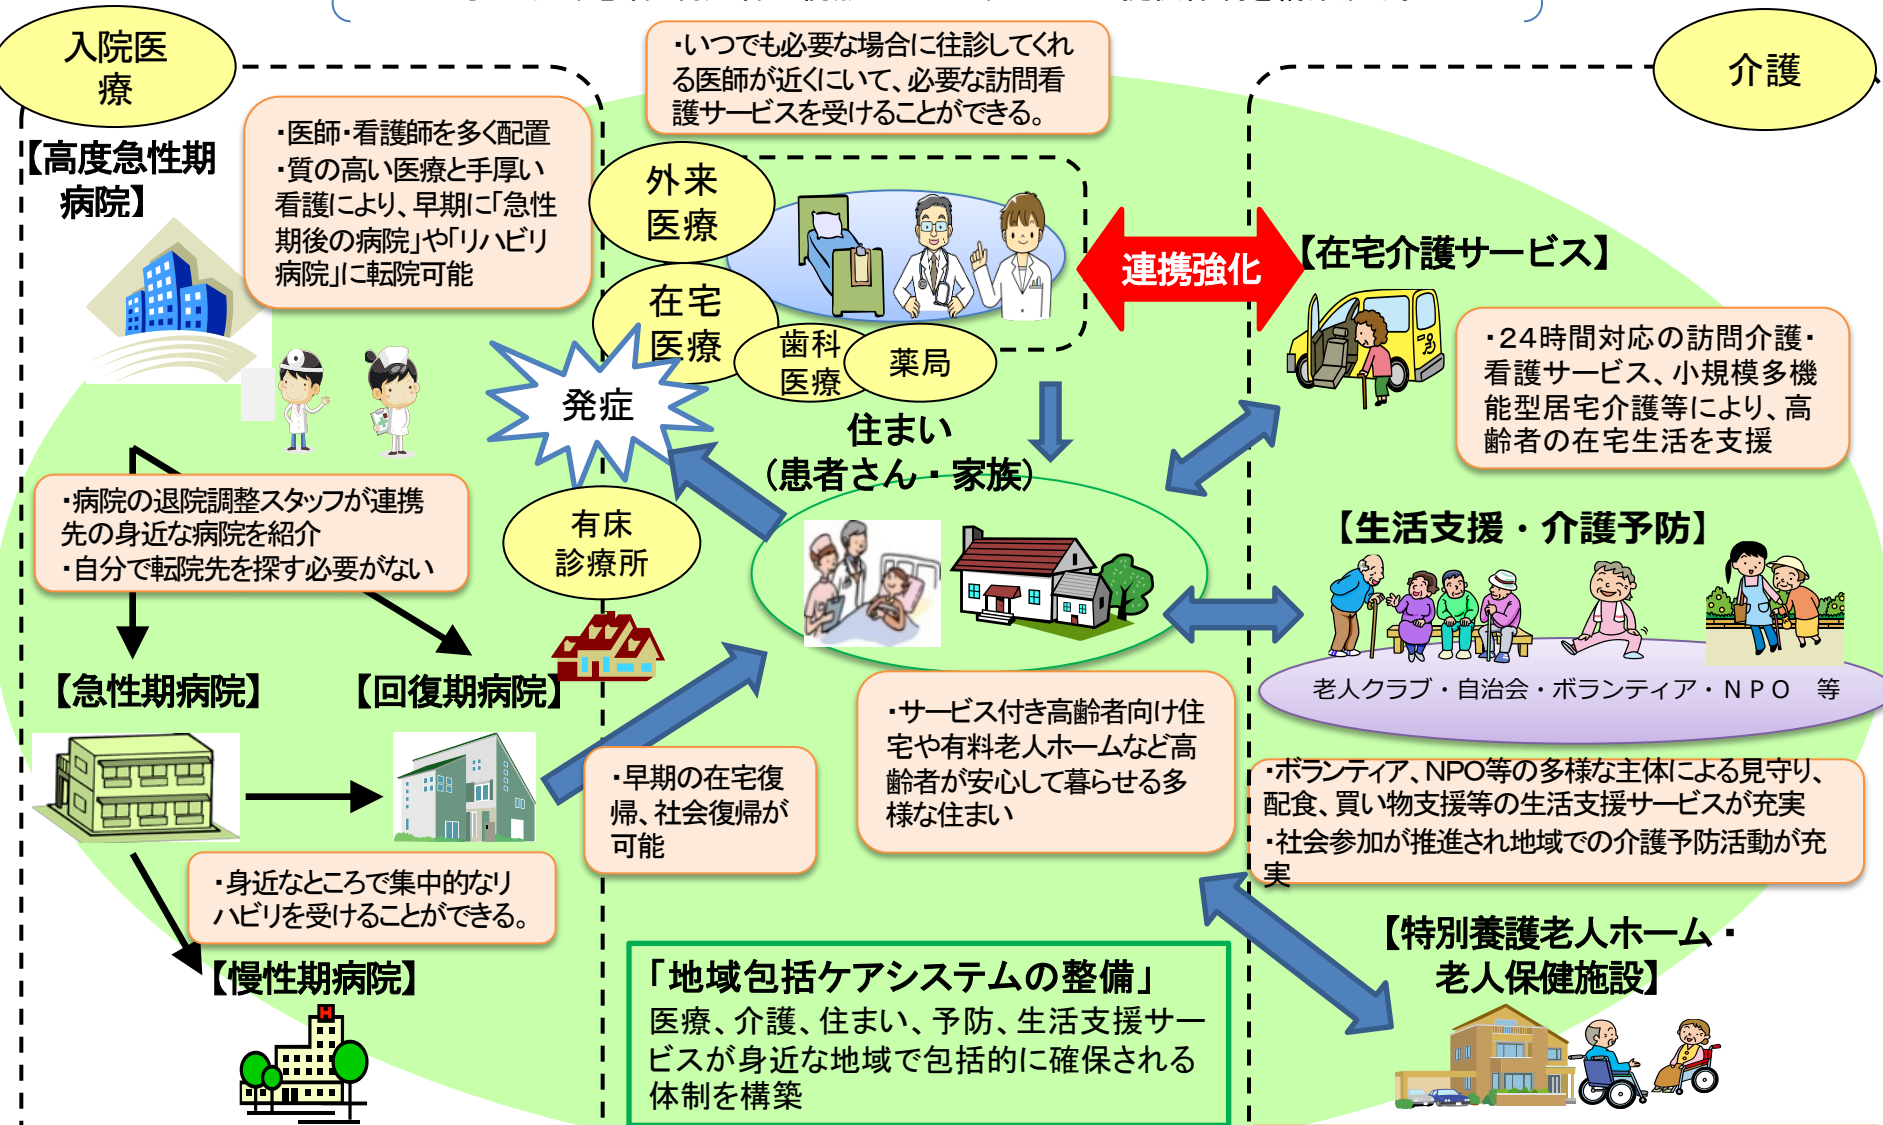 入院医
療
・医師・看護師を多く配置
・質の高い医療と手厚い
看護により、早期に「急性
期後の病院」や「リハビリ
病院」に転院可能
【高度急性期
病院】
・病院の退院調整スタッフが連携
先の身近な病院を紹介
・自分で転院先を探す必要がない
【急性期病院】
【回復期病院】
・身近なところで集中的なリ
ハビリを受けることができる。
【慢性期病院】
・いつでも必要な場合に往診してくれ
る医師が近くにいて、必要な訪問看
護サービスを受けることができる。
外来
医療
在宅
医療
歯科
医療
薬局
発症
有床
診療所
住まい
(患者さん・家族)
・早期の在宅復
帰、社会復帰が
可能
・サービス付き高齢者向け住
宅や有料老人ホームなど高
齢者が安心して暮らせる多
様な住まい
「地域包括ケアシステムの整備」
医療、介護、住まい、予防、生活支援サー
ビスが身近な地域で包括的に確保される
体制を構築
連携強化
介護
【在宅介護サービス】
・24時間対応の訪問介護・
看護サービス、小規模多機
能型居宅介護等により、高
齢者の在宅生活を支援
【生活支援・介護予防】
老人クラブ・自治会・ボランティア・NPO 等
・ボランティア、NPO等の多様な主体による見守り、
配食、買い物支援等の生活支援サービスが充実
・社会参加が推進され地域での介護予防活動が充
実
【特別養護老人ホーム・
老人保健施設】
H